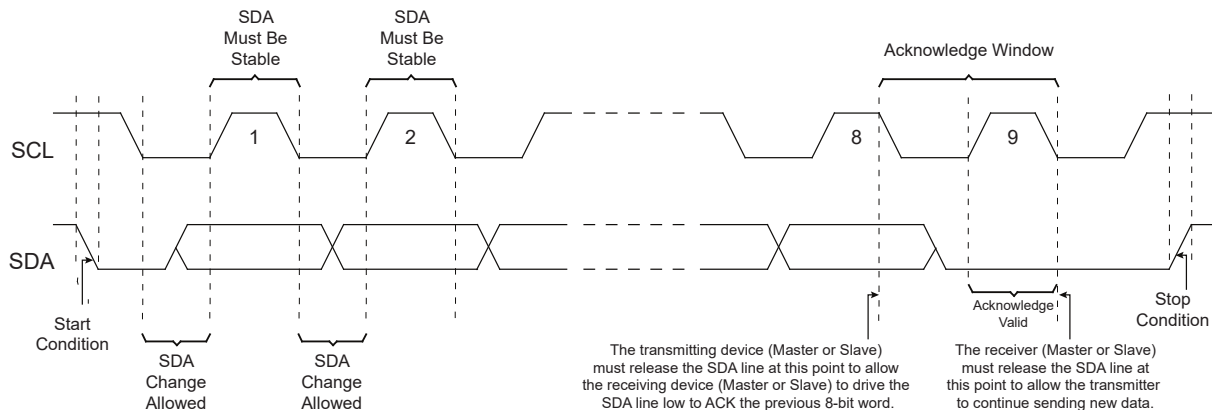 SDA
Must Be
Stable
SDA
Must Be
Stable
Acknowledge Window
SCL
1
2
8
9
SDA
Start
Condition
SDA
Change
Allowed
SDA
Change
Allowed
Acknowledge
Valid
Stop
Condition
The transmitting device (Master or Slave)
must release the SDA line at this point to allow
the receiving device (Master or Slave) to drive the
SDA line low to ACK the previous 8-bit word.
The receiver (Master or Slave)
must release the SDA line at
this point to allow the transmitter
to continue sending new data.